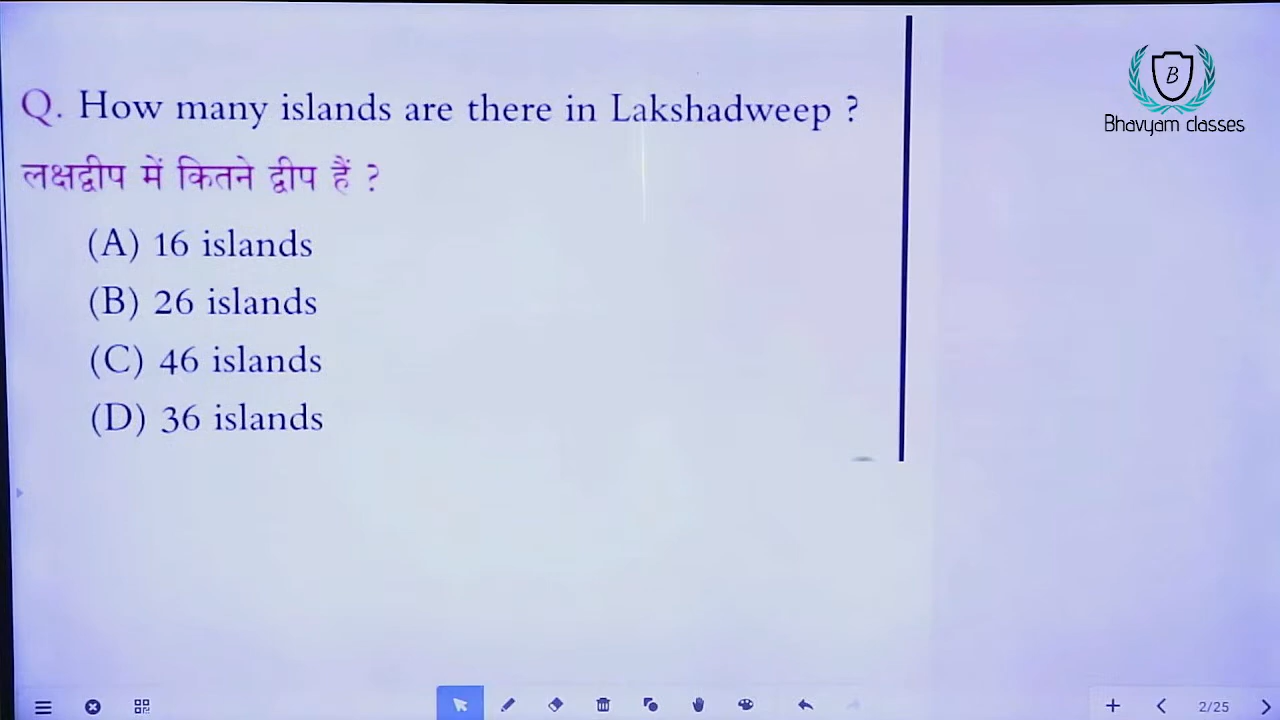 Q. How many islands are there in Lakshadweep ?
लक्षद्वीप में कितने द्वीप हैं ?
(A) 16 islands
(B) 26 islands
(C) 46 islands
(D) 36 islands
B
Bhavyam classes
2/25